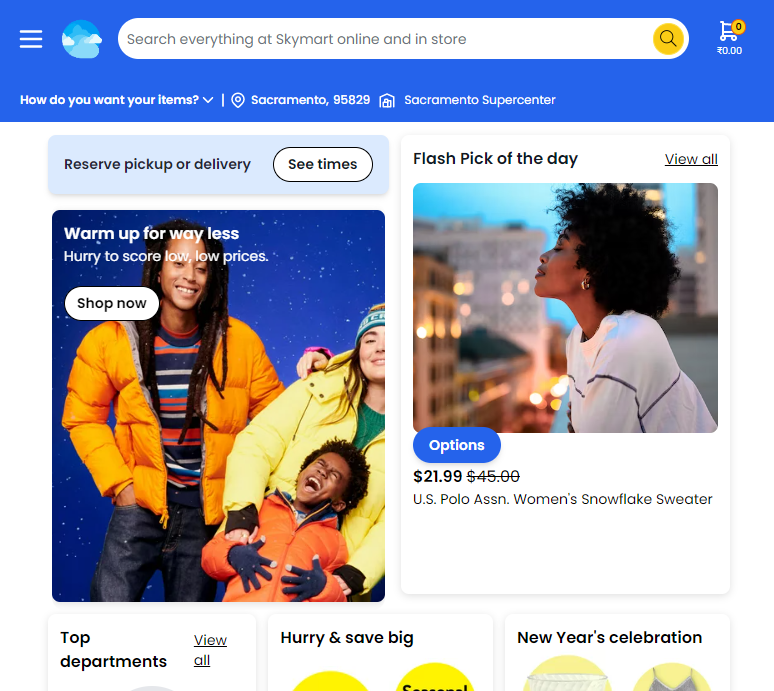 Search everything at Skymart online and in store
0
₹0.00
How do you want your items? | Sacramento, 95829 Sacramento Supercenter
Reserve pickup or delivery
See times
Warm up for way less
Hurry to score low, low prices.
Shop now
Flash Pick of the day
View all
Options
$21.99 $45.00
U.S. Polo Assn. Women's Snowflake Sweater
Top
departments
View
all
Hurry & save big
Seasonal
New Year's celebration